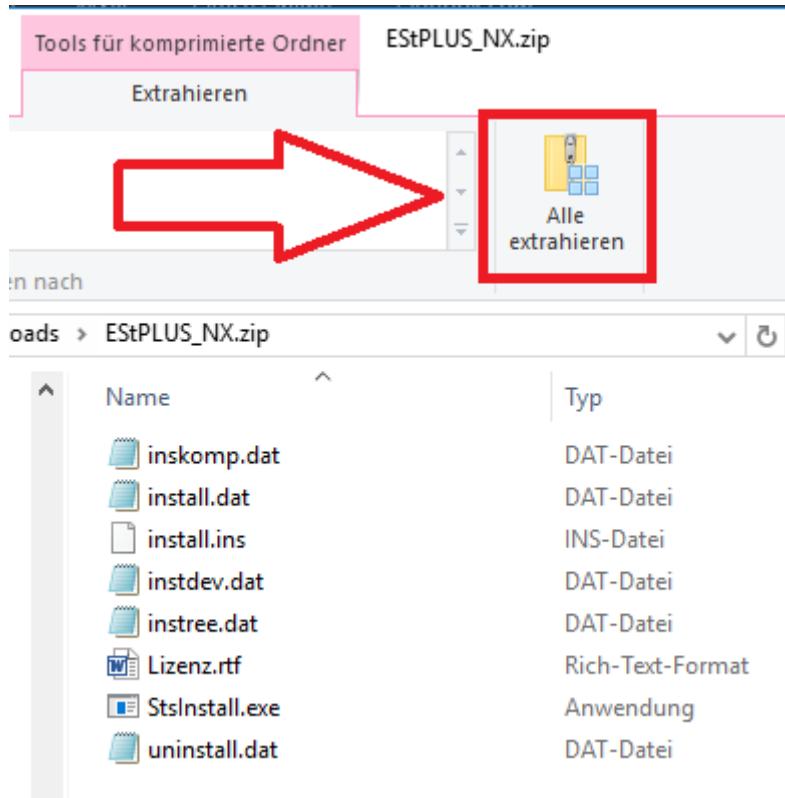 Tools für komprimierte Ordner
EStPLUS_NX.zip
Extrahieren
Alle
extrahieren
en nach
oads > EStPLUS_NX.zip
Name
Typ
inskomp.dat
DAT-Datei
install.dat
DAT-Datei
install.ins
INS-Datei
instdev.dat
DAT-Datei
instree.dat
DAT-Datei
Lizenz.rtf
Rich-Text-Format
StsInstall.exe
Anwendung
uninstall.dat
DAT-Datei